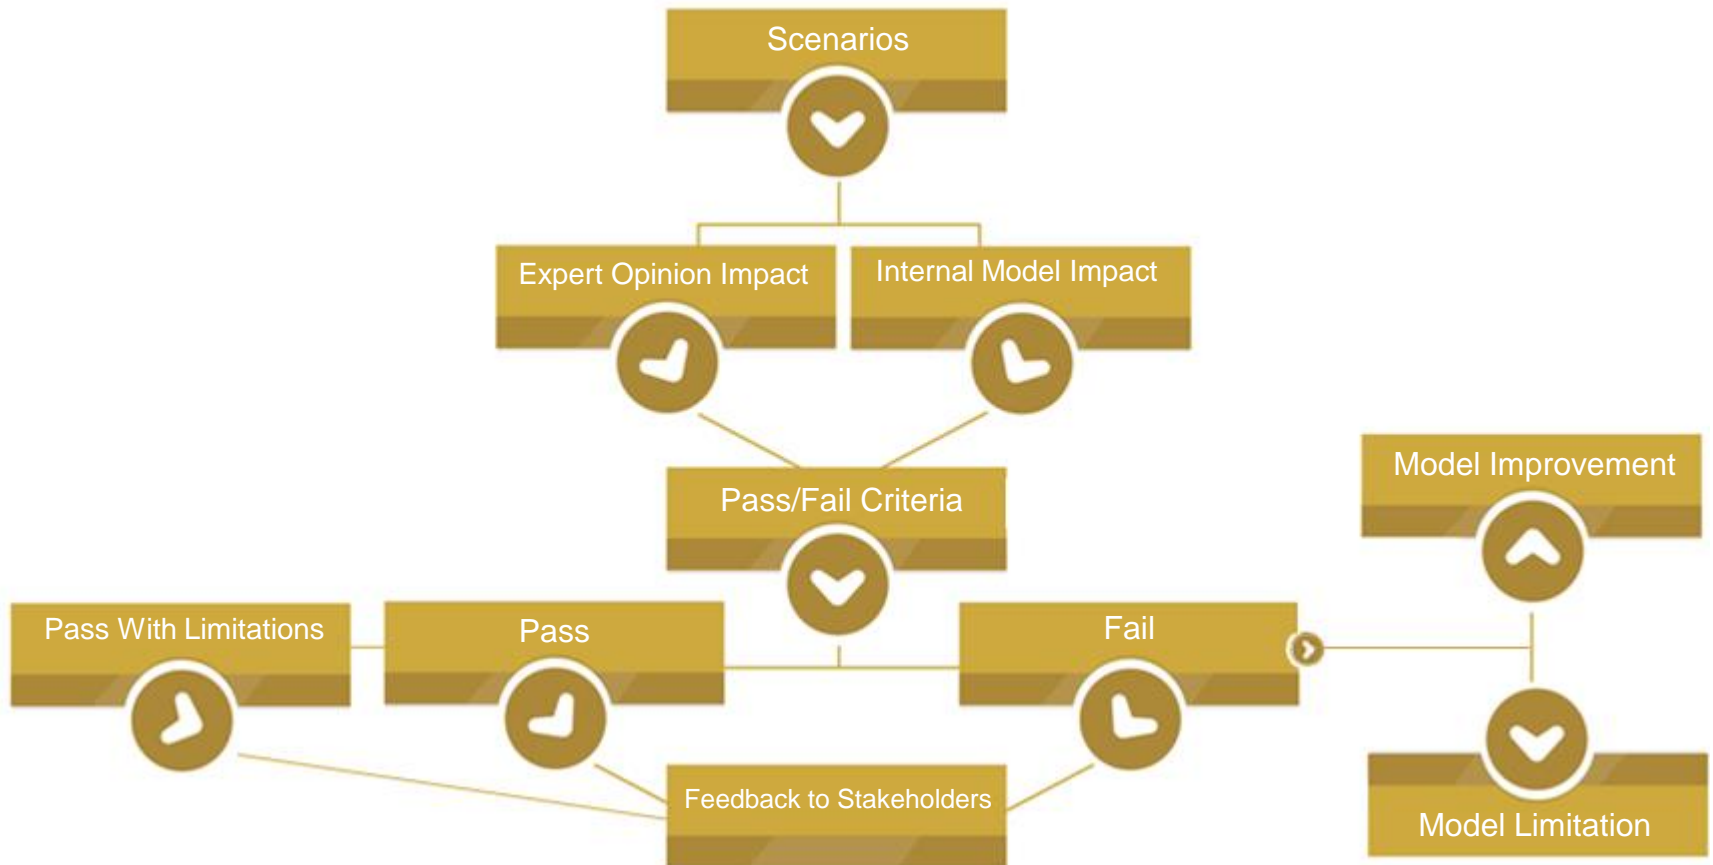 Scenarios
Expert Opinion Impact
Internal Model Impact
Pass/Fail Criteria
Model Improvement
Pass With Limitations
Pass
Fail
Feedback to Stakeholders
Model Limitation